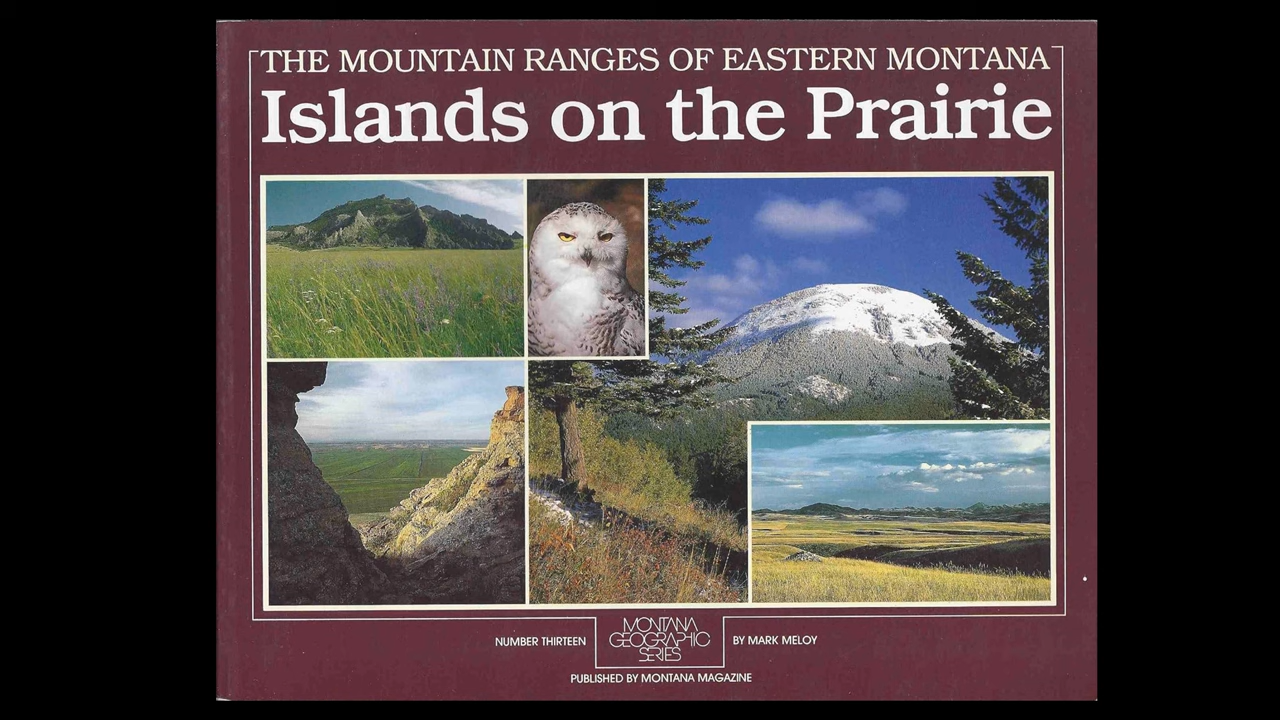 THE MOUNTAIN RANGES OF EASTERN MONTANA
Islands on the Prairie
NUMBER THIRTEEN
MONTANA
GEOGRAPHIC
SERIES
BY MARK MELOY
PUBLISHED BY MONTANA MAGAZINE